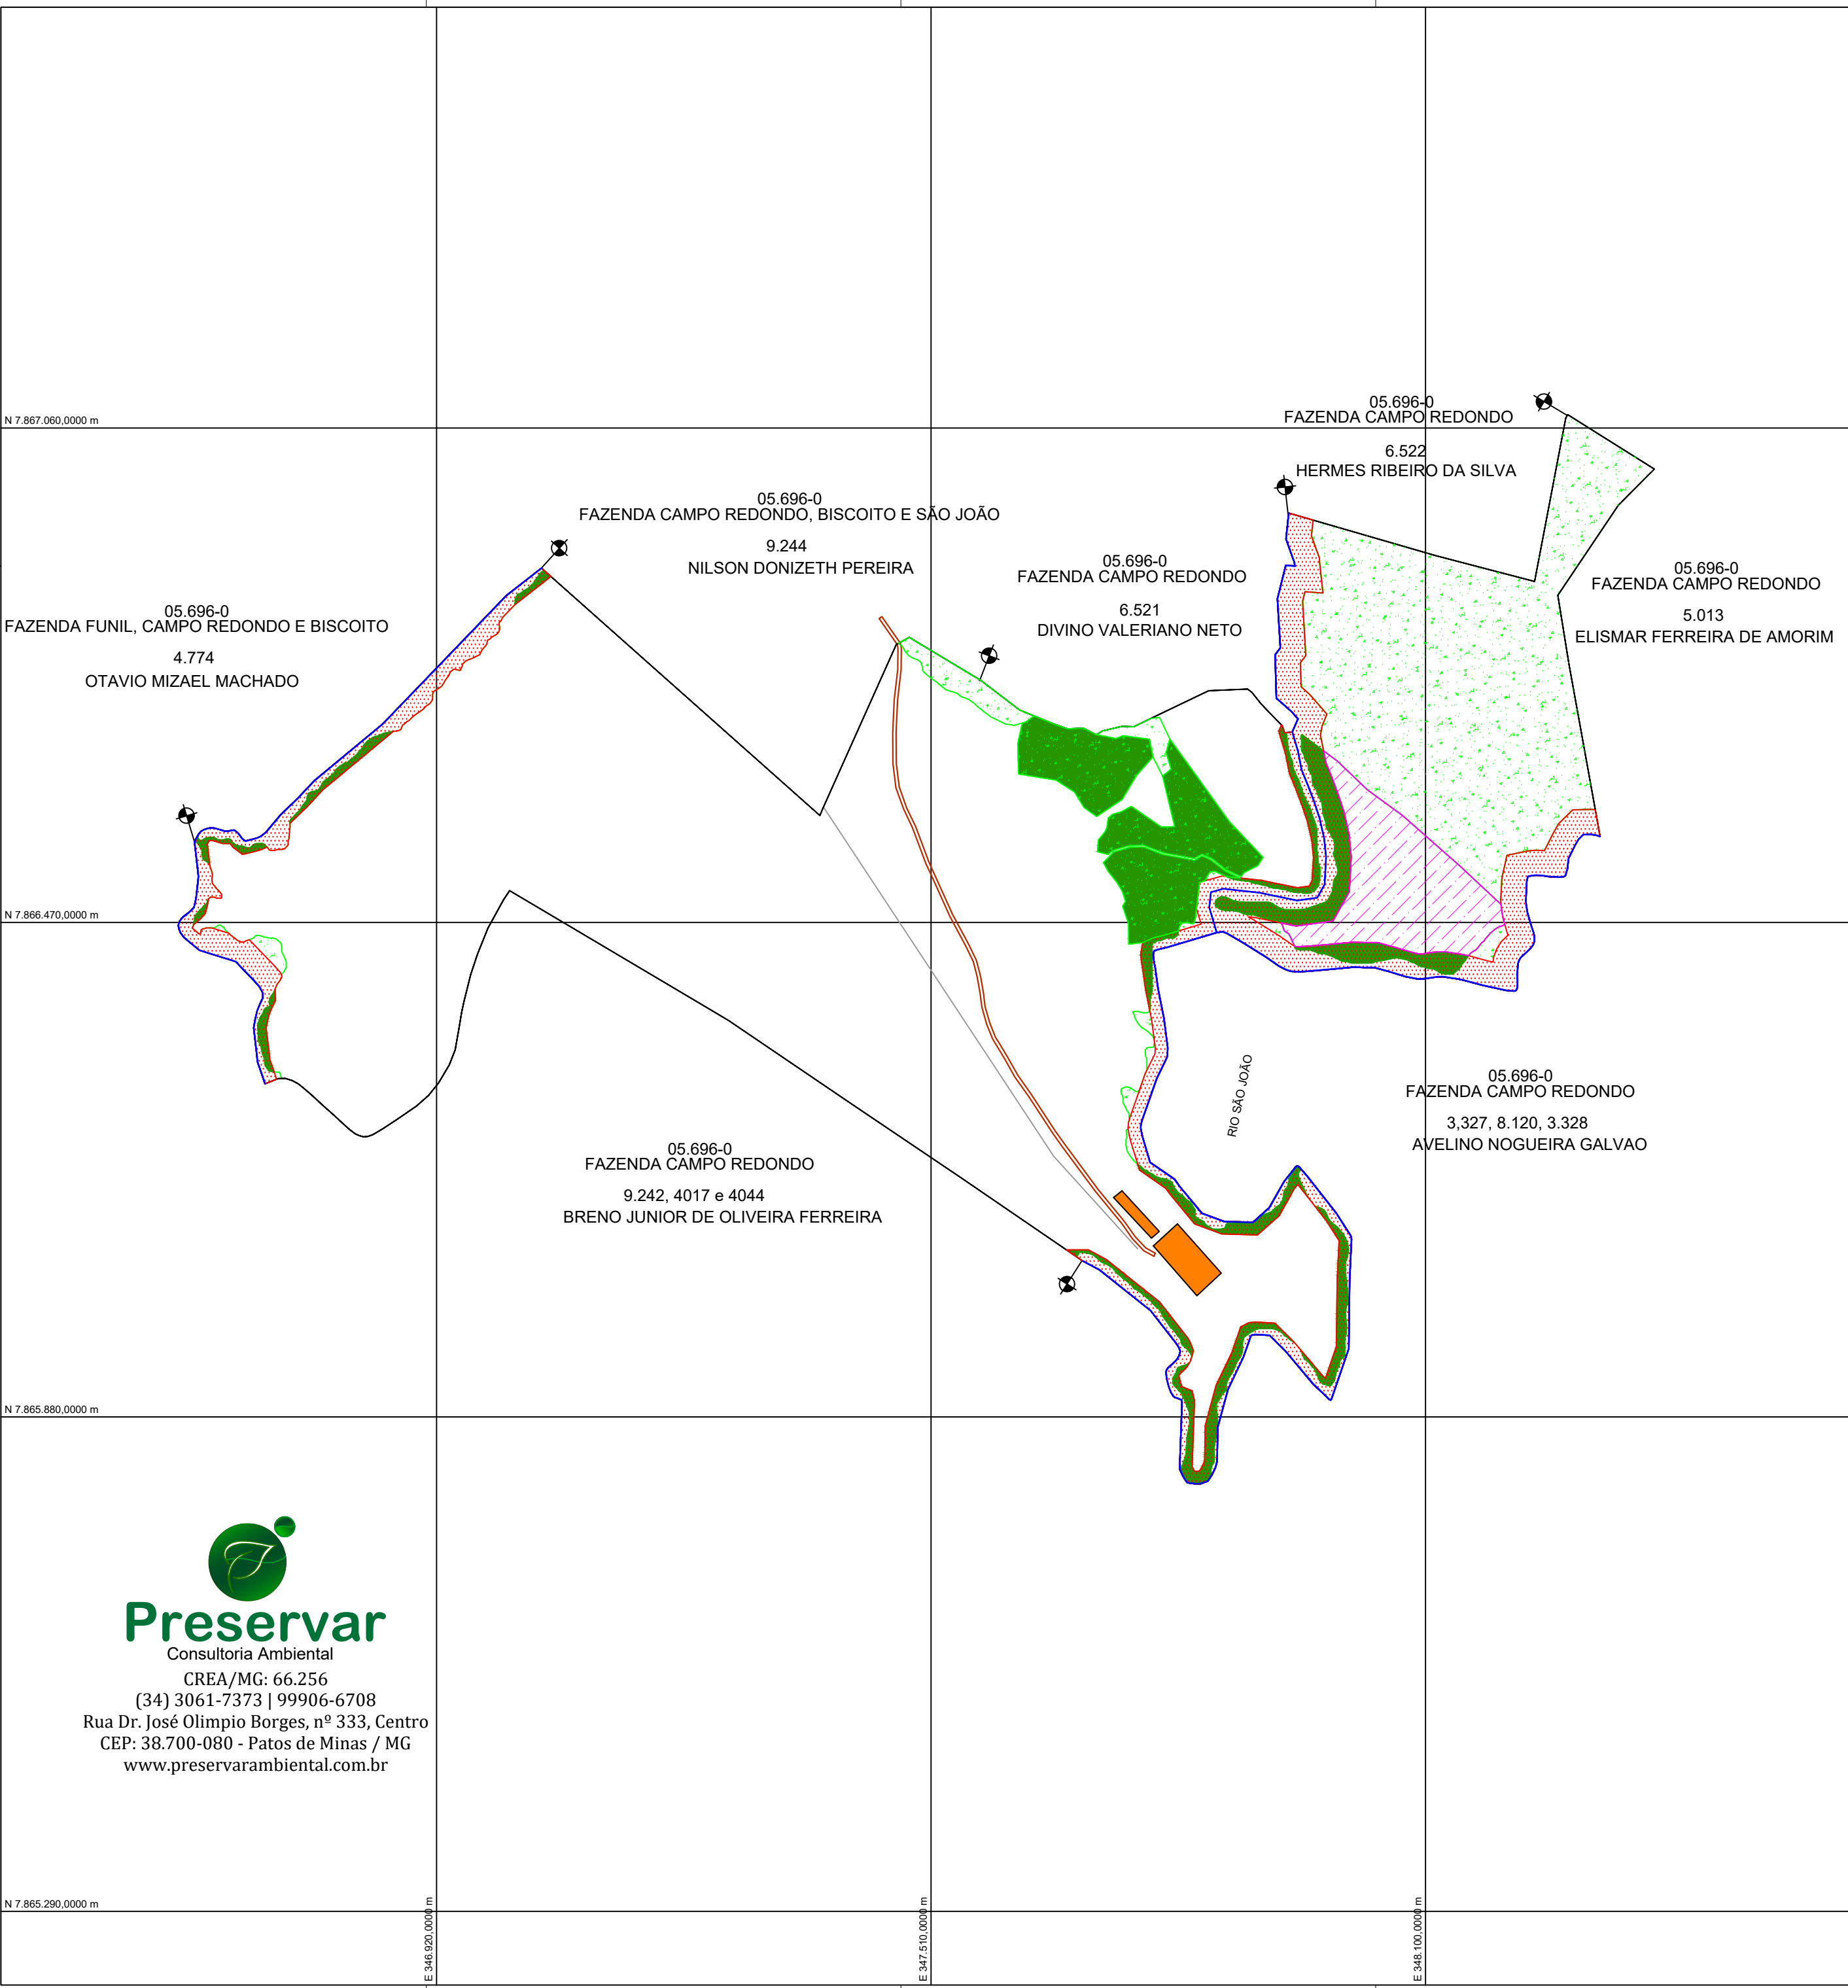 N 7.867.060,0000 m
05.696-0
FAZENDA CAMPO REDONDO
6.522
HERMES RIBEIRO DA SILVA
05.696-0
FAZENDA CAMPO REDONDO, BISCOITO E SÃO JOÃO
9.244
NILSON DONIZETH PEREIRA
05.696-0
FAZENDA CAMPO REDONDO
6.521
DIVINO VALERIANO NETO
05.696-0
FAZENDA CAMPO REDONDO
5.013
ELISMAR FERREIRA DE AMORIM
05.696-0
FAZENDA FUNIL, CAMPO REDONDO E BISCOITO
4.774
OTAVIO MIZAEL MACHADO
N 7.866.470,0000 m
RIO SÃO JOÃO
05.696-0
FAZENDA CAMPO REDONDO
3,327, 8.120, 3.328
AVELINO NOGUEIRA GALVAO
05.696-0
FAZENDA CAMPO REDONDO
9.242, 4017 e 4044
BRENO JUNIOR DE OLIVEIRA FERREIRA
N 7.865.880,0000 m
Preservar
Consultoria Ambiental
CREA/MG: 66.256
(34) 3061-7373 | 99906-6708
Rua Dr. José Olimpio Borges, nº 333, Centro
CEP: 38.700-080 - Patos de Minas / MG
www.preservarambiental.com.br
N 7.865.290,0000 m
E 346.920,0000 m
E 347.510,0000 m
E 348.100,0000 m